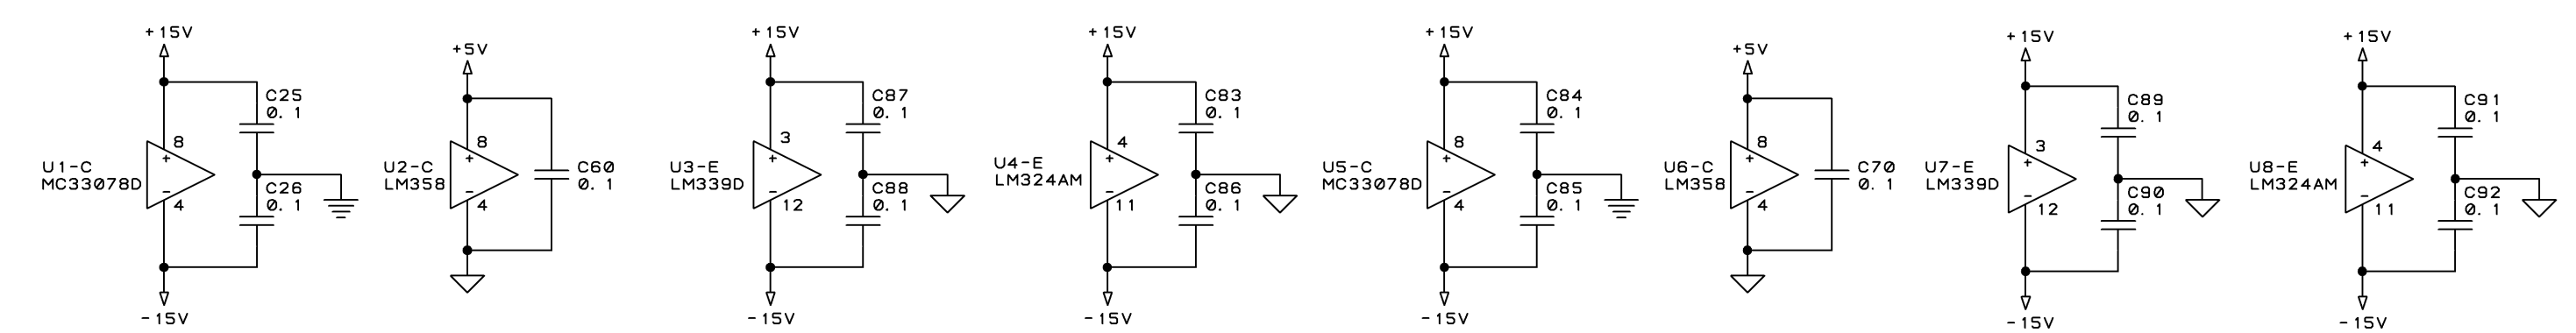 +15V
C25
0.1
8
+
U1-C
MC33078D
-
4
C26
0.1
-15V
+5V
8
+
U2-C
LM358
-
4
C60
0.1
+15V
C87
0.1
3
+
U3-E
LM339D
-
12
C88
0.1
-15V
+15V
C83
0.1
4
+
U4-E
LM324AM
-
11
C86
0.1
-15V
+15V
C84
0.1
8
+
U5-C
MC33078D
-
4
C85
0.1
-15V
+5V
8
+
U6-C
LM358
-
4
C70
0.1
+15V
C89
0.1
3
+
U7-E
LM339D
-
12
C90
0.1
-15V
+15V
C91
0.1
4
+
U8-E
LM324AM
-
11
C92
0.1
-15V